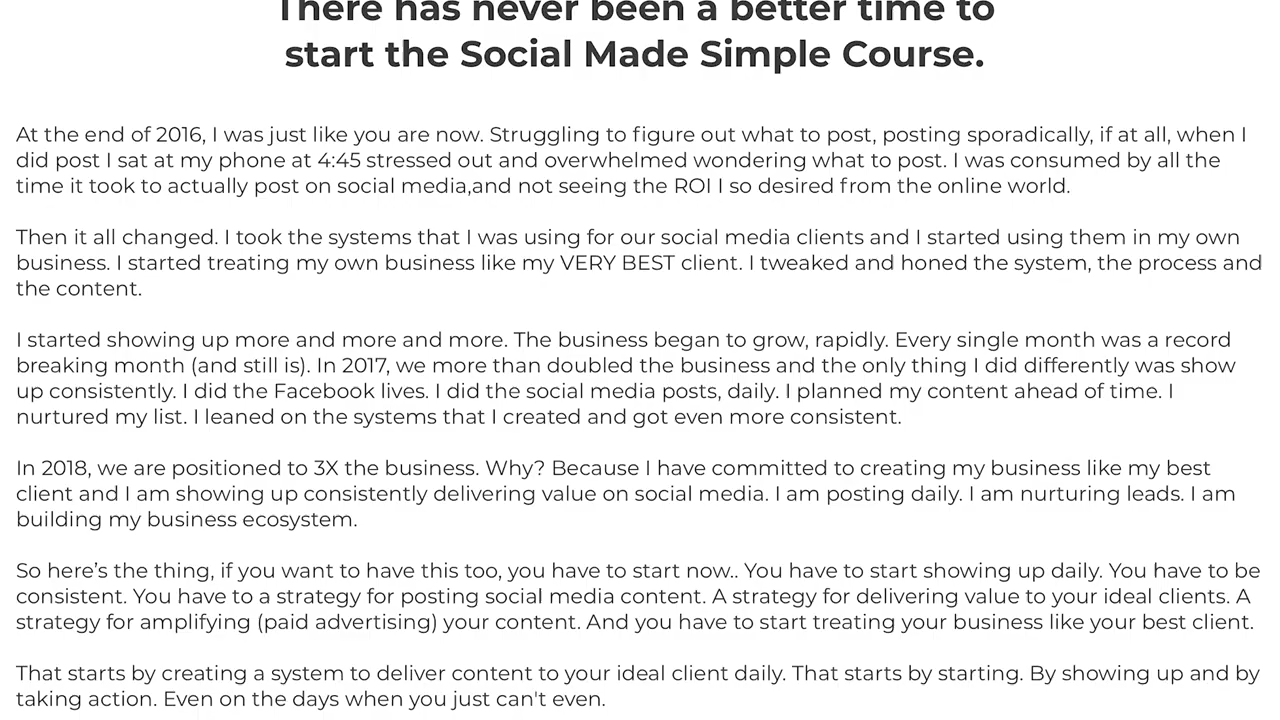 There has never been a better time to
start the Social Made Simple Course.
At the end of 2016, I was just like you are now. Struggling to figure out what to post, posting sporadically, if at all, when I
did post I sat at my phone at 4:45 stressed out and overwhelmed wondering what to post. I was consumed by all the
time it took to actually post on social media,and not seeing the ROI I so desired from the online world.
Then it all changed. I took the systems that I was using for our social media clients and I started using them in my own
business. I started treating my own business like my VERY BEST client. I tweaked and honed the system, the process and
the content.
I started showing up more and more and more. The business began to grow, rapidly. Every single month was a record
breaking month (and still is). In 2017, we more than doubled the business and the only thing I did differently was show
up consistently. I did the Facebook lives. I did the social media posts, daily. I planned my content ahead of time. I
nurtured my list. I leaned on the systems that I created and got even more consistent.
In 2018, we are positioned to 3X the business. Why? Because I have committed to creating my business like my best
client and I am showing up consistently delivering value on social media. I am posting daily. I am nurturing leads. I am
building my business ecosystem.
So here’s the thing, if you want to have this too, you have to start now.. You have to start showing up daily. You have to be
consistent. You have to a strategy for posting social media content. A strategy for delivering value to your ideal clients. A
strategy for amplifying (paid advertising) your content. And you have to start treating your business like your best client.
That starts by creating a system to deliver content to your ideal client daily. That starts by starting. By showing up and by
taking action. Even on the days when you just can't even.